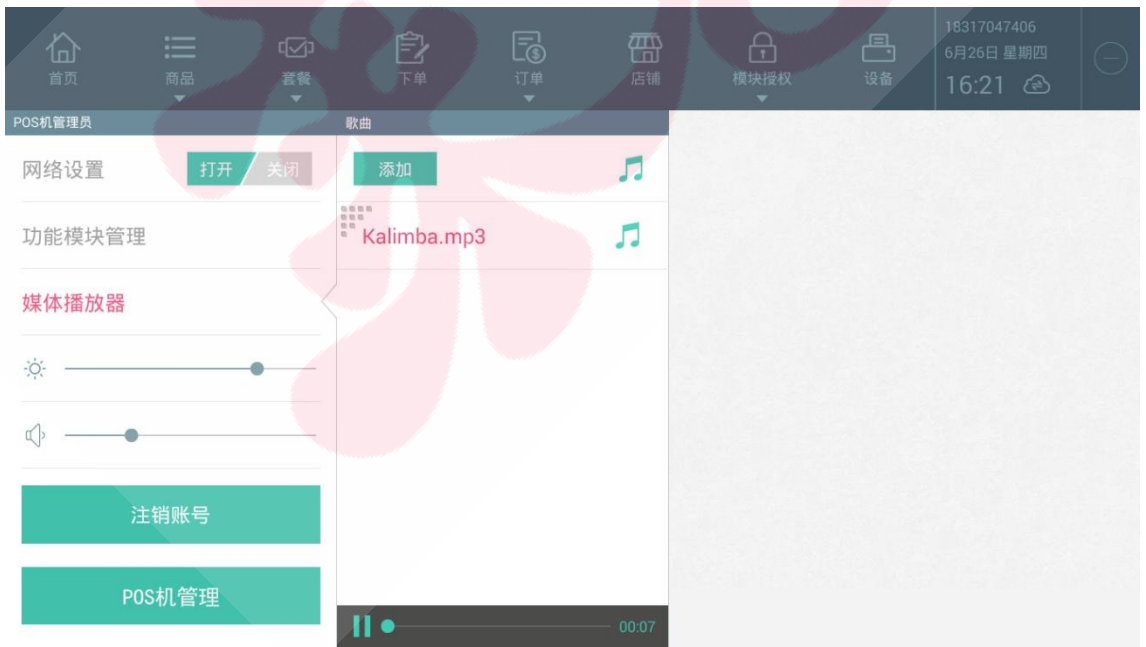 首页
商品
套餐
下单
订单
店铺
模块授权
设备
18317047406
6月26日 星期四
16:21
POS机管理员
歌曲
网络设置
打开
关闭
添加
功能模块管理
Kalimba.mp3
媒体播放器
注销账号
POS机管理
00:07